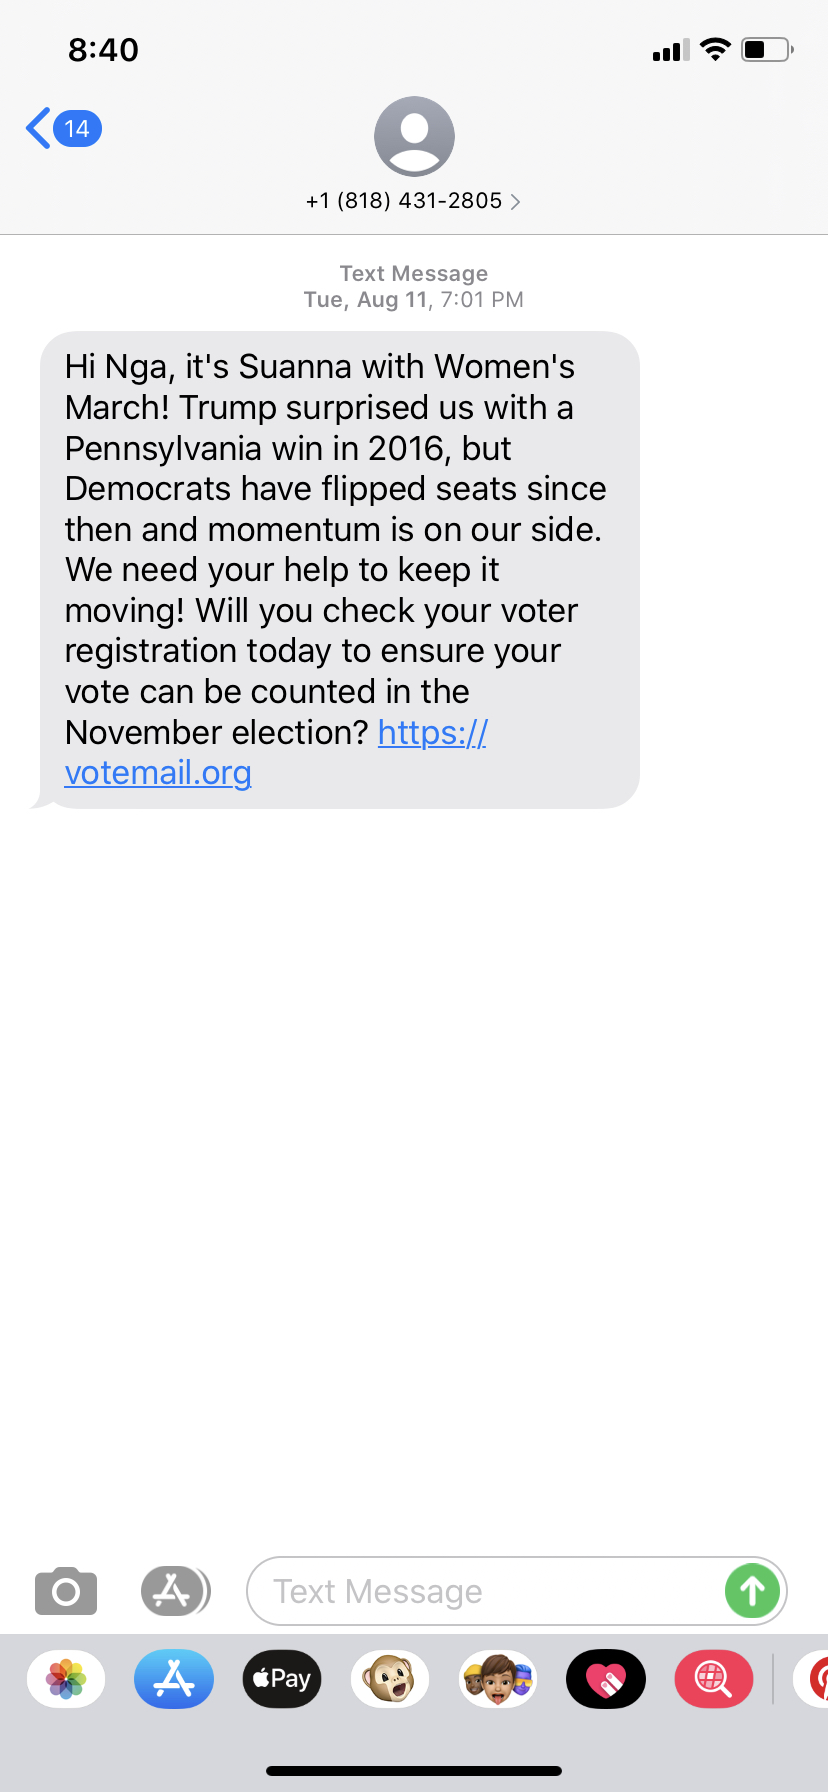 8:40
14
+1 (818) 431-2805
Text Message
Tue, Aug 11, 7:01 PM
Hi Nga, it's Suanna with Women's
March! Trump surprised us with a
Pennsylvania win in 2016, but
Democrats have flipped seats since
then and momentum is on our side.
We need your help to keep it
moving! Will you check your voter
registration today to ensure your
vote can be counted in the
November election? https://
votemail.org
Text Message
Pay